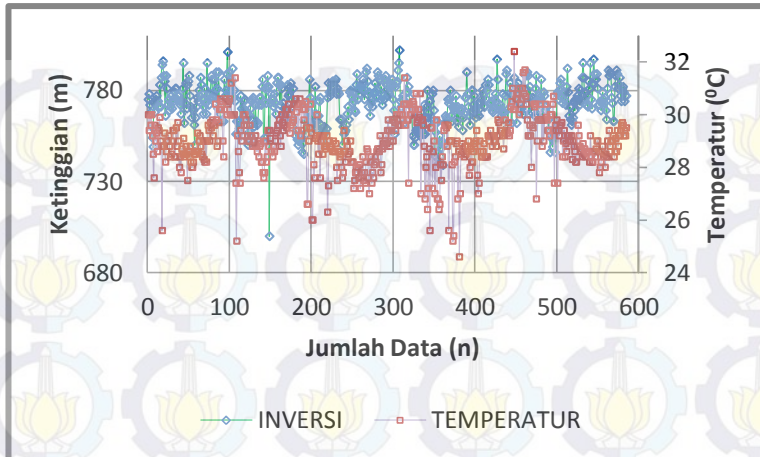 Ketinggian (m)
780
730
680
32
30
28
26
24
Temperatur (⁰C)
0 100 200 300 400 500 600
Jumlah Data (n)
INVERSI TEMPERATUR